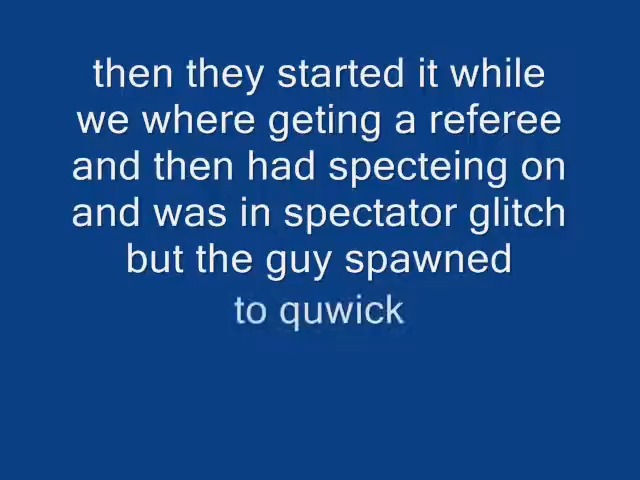 then they started it while
we where geting a referee
and then had specteing on
and was in spectator glitch
but the guy spawned
to quwick